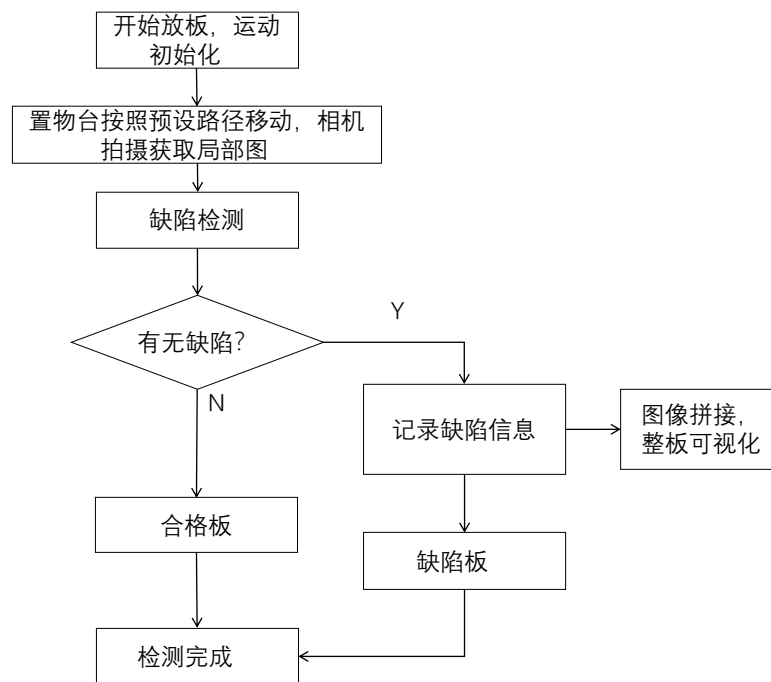 开始放板，运动
初始化
置物台按照预设路径移动，相机
拍摄获取局部图
缺陷检测
有无缺陷？
Y
N
记录缺陷信息
图像拼接，
整板可视化
合格板
缺陷板
检测完成